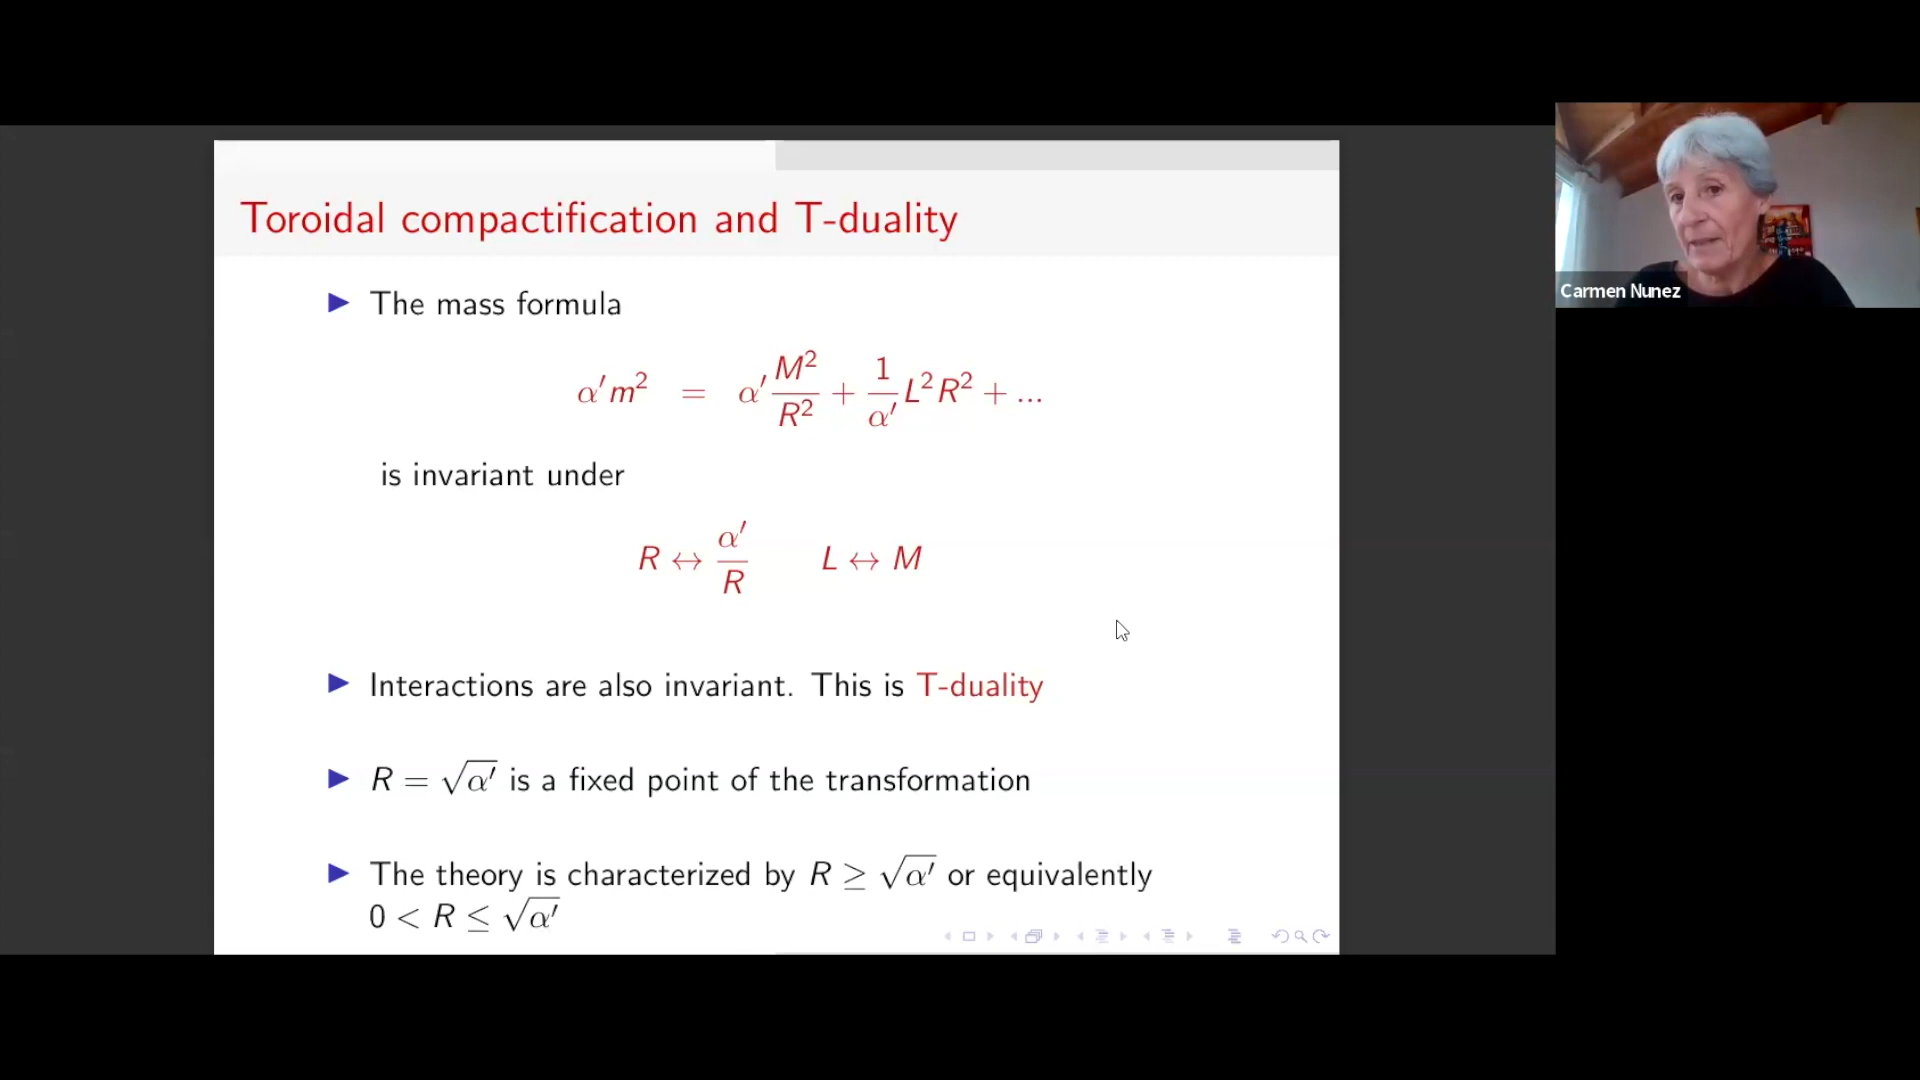 Toroidal compactification and T-duality
▶ The mass formula
α′m² = α′ M²/R² + 1/α′ L²R² + ...
is invariant under
R ↔ α′/R    L ↔ M
▶ Interactions are also invariant. This is T-duality
▶ R = √α′ is a fixed point of the transformation
▶ The theory is characterized by R ≥ √α′ or equivalently
0 < R ≤ √α′
Carmen Nunez